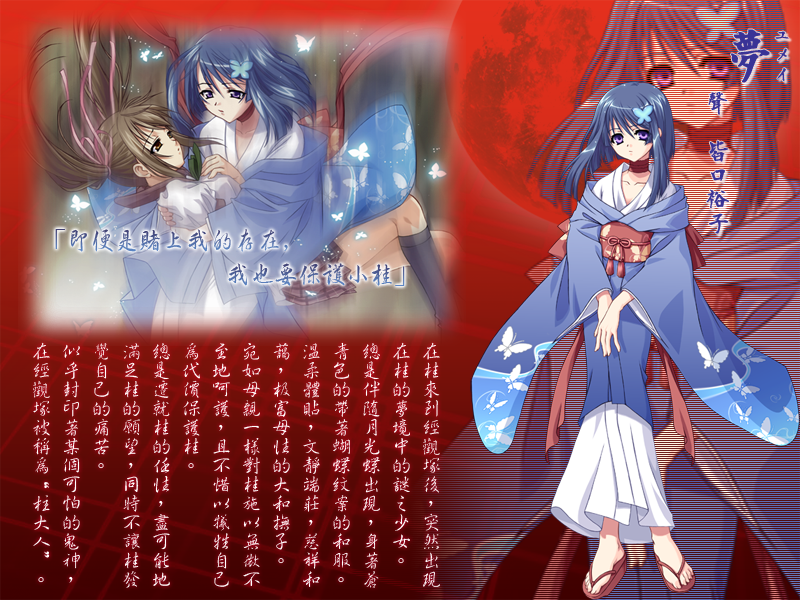 夢
ユメイ
聲 皆口裕子
「即便是賭上我的存在，
我也要保護小桂」
在桂來到經觀塚後，突然出現
在桂的夢境中的謎之少女。
總是伴隨月光蝶出現，身著蒼
青色的帶著蝴蝶紋案的和服。
溫柔體貼，文靜端莊，慈祥和
藹，极富母性的大和撫子。
宛如母親一樣對桂施以無微不
至地呵護，且不惜以犧牲自己
為代價保護桂。
總是遷就桂的任性，盡可能地
滿足桂的願望，同時不讓桂發
覺自己的痛苦。
似乎封印著某個可怕的鬼神，
在經觀塚被稱為〝柱大人〞。